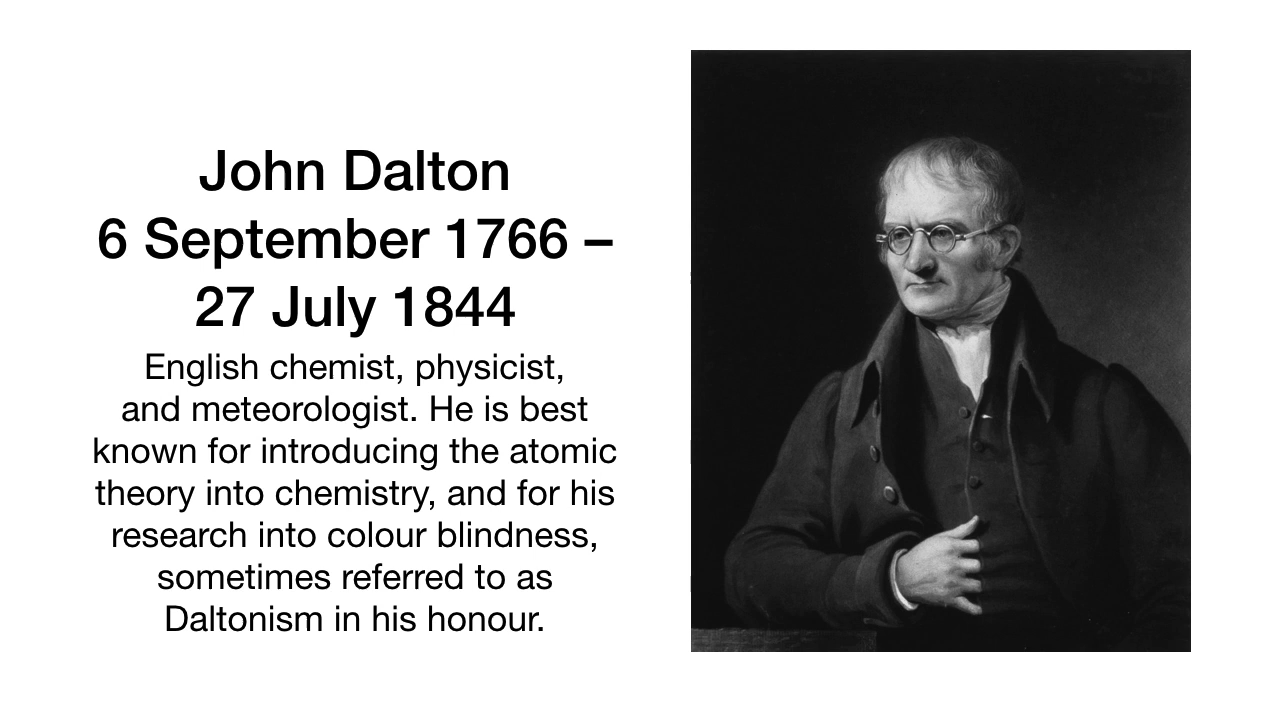 John Dalton
6 September 1766 –
27 July 1844
English chemist, physicist,
and meteorologist. He is best
known for introducing the atomic
theory into chemistry, and for his
research into colour blindness,
sometimes referred to as
Daltonism in his honour.